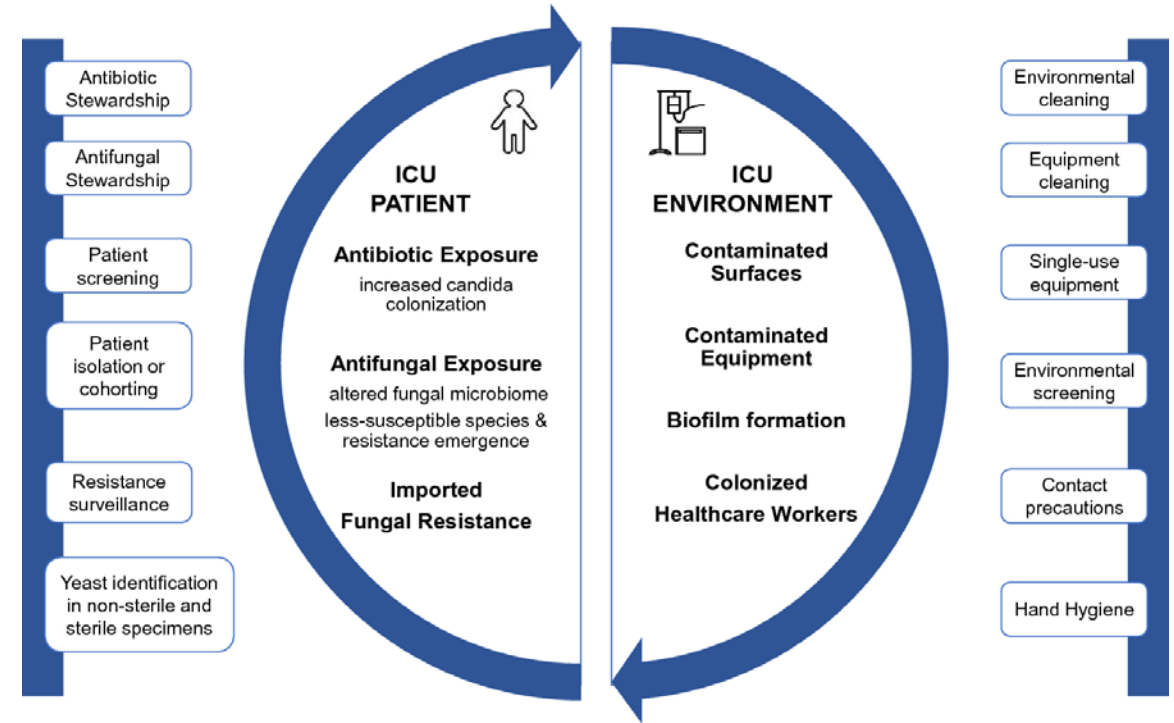 Antibiotic
Stewardship
Antifungal
Stewardship
Patient
screening
Patient
isolation or
cohorting
Resistance
surveillance
Yeast identification
in non-sterile and
sterile specimens
ICU
PATIENT
Antibiotic Exposure
increased candida
colonization
Antifungal Exposure
altered fungal microbiome
less-susceptible species &
resistance emergence
Imported
Fungal Resistance
ICU
ENVIRONMENT
Contaminated
Surfaces
Contaminated
Equipment
Biofilm formation
Colonized
Healthcare Workers
Environmental
cleaning
Equipment
cleaning
Single-use
equipment
Environmental
screening
Contact
precautions
Hand Hygiene